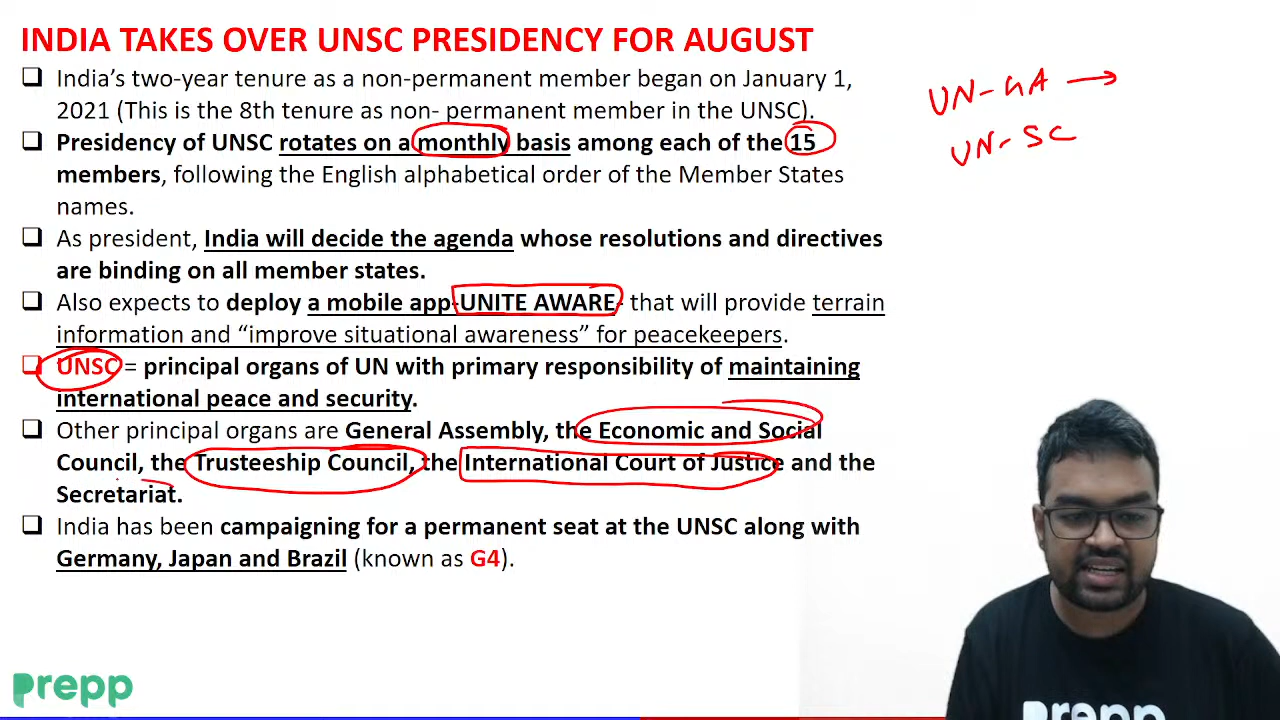 INDIA TAKES OVER UNSC PRESIDENCY FOR AUGUST
India's two-year tenure as a non-permanent member began on January 1,
2021 (This is the 8th tenure as non- permanent member in the UNSC).
Presidency of UNSC rotates on a monthly basis among each of the 15
members, following the English alphabetical order of the Member States
names.
As president, India will decide the agenda whose resolutions and directives
are binding on all member states.
Also expects to deploy a mobile app-UNITE AWARE- that will provide terrain
information and “improve situational awareness” for peacekeepers.
UNSC = principal organs of UN with primary responsibility of maintaining
international peace and security.
Other principal organs are General Assembly, the Economic and Social
Council, the Trusteeship Council, the International Court of Justice and the
Secretariat.
India has been campaigning for a permanent seat at the UNSC along with
Germany, Japan and Brazil (known as G4).
UN-GA →
UN-SC
prepp
prepp